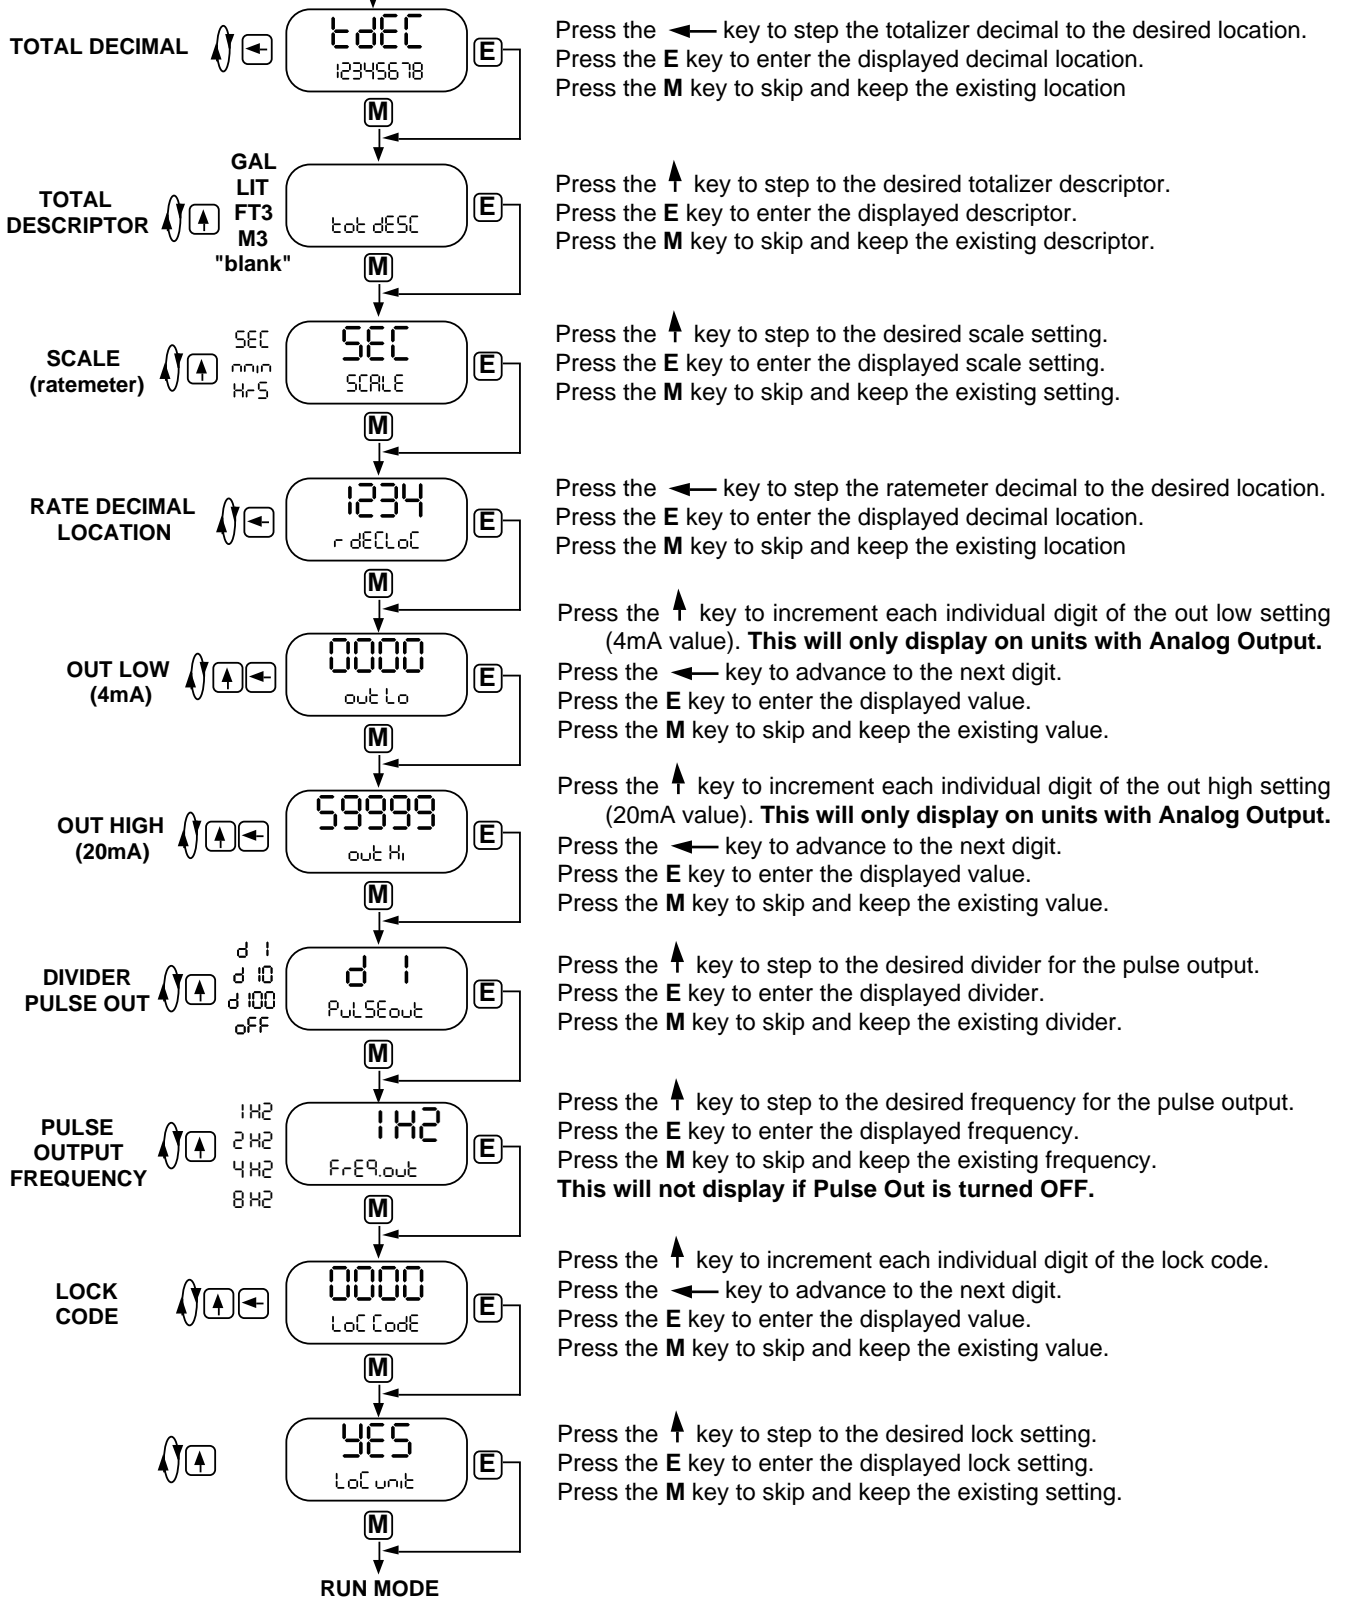 TOTAL DECIMAL
tdEC
12345678
E
M
Press the key to step the totalizer decimal to the desired location.
Press the E key to enter the displayed decimal location.
Press the M key to skip and keep the existing location
TOTAL
DESCRIPTOR
GAL
LIT
FT3
M3
"blank"
tot dESC
E
M
Press the key to step to the desired totalizer descriptor.
Press the E key to enter the displayed descriptor.
Press the M key to skip and keep the existing descriptor.
SCALE
(ratemeter)
SEC
min
HrS
SEC
SCALE
E
M
Press the key to step to the desired scale setting.
Press the E key to enter the displayed scale setting.
Press the M key to skip and keep the existing setting.
RATE DECIMAL
LOCATION
1234
r dECLoC
E
M
Press the key to step the ratemeter decimal to the desired location.
Press the E key to enter the displayed decimal location.
Press the M key to skip and keep the existing location
OUT LOW
(4mA)
0000
out Lo
E
M
Press the key to increment each individual digit of the out low setting
(4mA value). This will only display on units with Analog Output.
Press the key to advance to the next digit.
Press the E key to enter the displayed value.
Press the M key to skip and keep the existing value.
OUT HIGH
(20mA)
59999
out Hi
E
M
Press the key to increment each individual digit of the out high setting
(20mA value). This will only display on units with Analog Output.
Press the key to advance to the next digit.
Press the E key to enter the displayed value.
Press the M key to skip and keep the existing value.
DIVIDER
PULSE OUT
d 1
d 10
d 100
oFF
d 1
PuLSEout
E
M
Press the key to step to the desired divider for the pulse output.
Press the E key to enter the displayed divider.
Press the M key to skip and keep the existing divider.
PULSE
OUTPUT
FREQUENCY
1 H2
2 H2
4 H2
8 H2
1 H2
FrEq.out
E
M
Press the key to step to the desired frequency for the pulse output.
Press the E key to enter the displayed frequency.
Press the M key to skip and keep the existing frequency.
This will not display if Pulse Out is turned OFF.
LOCK
CODE
0000
LoC CodE
E
M
Press the key to increment each individual digit of the lock code.
Press the key to advance to the next digit.
Press the E key to enter the displayed value.
Press the M key to skip and keep the existing value.
YES
LoC unit
E
M
Press the key to step to the desired lock setting.
Press the E key to enter the displayed lock setting.
Press the M key to skip and keep the existing setting.
RUN MODE